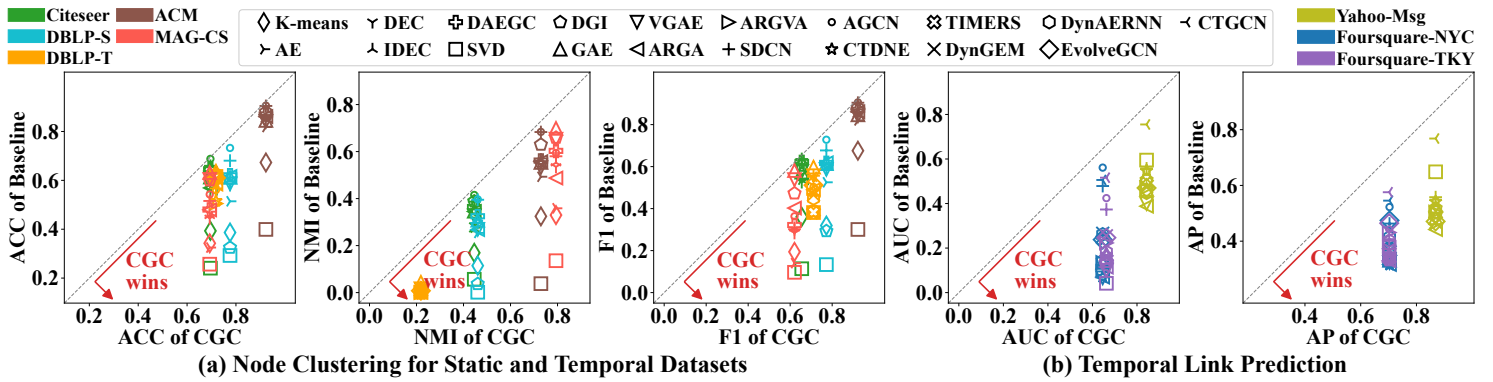 Citeseer ACM
DBLP-S MAG-CS
DBLP-T
K-means DEC DAEGC DGI VGAE ARGVA AGCN TIMERS DynAERNN CTGCN
AE IDEC SVD GAE ARGA SDCN CTDNE DynGEM EvolveGCN
Yahoo-Msg
Foursquare-NYC
Foursquare-TKY
ACC of Baseline
0.8
0.6
0.4
0.2
CGC
wins
0.2 0.4 0.6 0.8
ACC of CGC
NMI of Baseline
0.8
0.6
0.4
0.2
0.0
CGC
wins
0.0 0.2 0.4 0.6 0.8
NMI of CGC
F1 of Baseline
0.8
0.6
0.4
0.2
0.0
CGC
wins
0.0 0.2 0.4 0.6 0.8
F1 of CGC
AUC of Baseline
0.8
0.6
0.4
0.2
0.0
CGC
wins
0.0 0.2 0.4 0.6 0.8
AUC of CGC
AP of Baseline
0.8
0.6
0.4
CGC
wins
0.4 0.6 0.8
AP of CGC
(a) Node Clustering for Static and Temporal Datasets
(b) Temporal Link Prediction